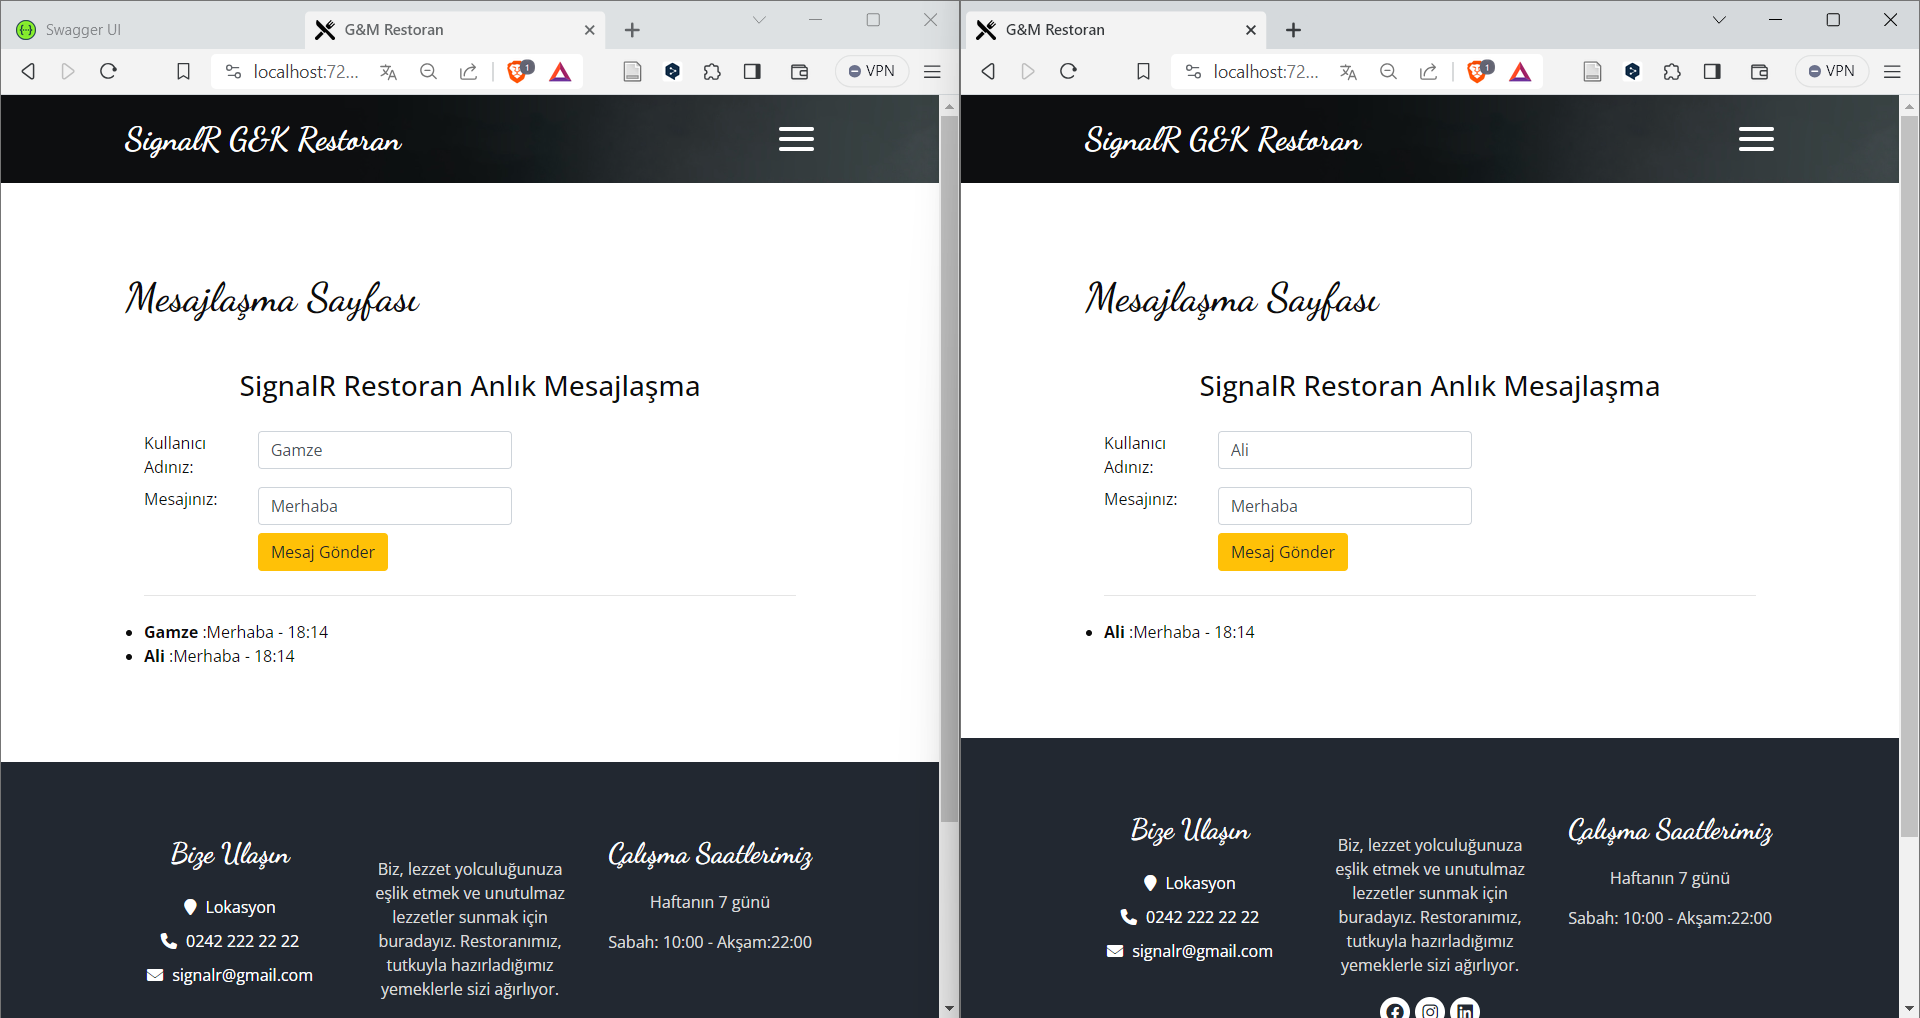 Swagger UI
G&M Restoran
localhost:72...
1
VPN
SignalR G&K Restoran
Mesajlaşma Sayfası
SignalR Restoran Anlık Mesajlaşma
Kullanıcı
Adınız:
Gamze
Mesajınız:
Merhaba
Mesaj Gönder
Gamze :Merhaba - 18:14
Ali :Merhaba - 18:14
Bize Ulaşın
Lokasyon
0242 222 22 22
signalr@gmail.com
Biz, lezzet yolculuğunuza
eşlik etmek ve unutulmaz
lezzetler sunmak için
buradayız. Restoranımız,
tutkuyla hazırladığımız
yemeklerle sizi ağırlıyor.
Çalışma Saatlerimiz
Haftanın 7 günü
Sabah: 10:00 - Akşam:22:00
G&M Restoran
localhost:72...
1
VPN
SignalR G&K Restoran
Mesajlaşma Sayfası
SignalR Restoran Anlık Mesajlaşma
Kullanıcı
Adınız:
Ali
Mesajınız:
Merhaba
Mesaj Gönder
Ali :Merhaba - 18:14
Bize Ulaşın
Lokasyon
0242 222 22 22
signalr@gmail.com
Biz, lezzet yolculuğunuza
eşlik etmek ve unutulmaz
lezzetler sunmak için
buradayız. Restoranımız,
tutkuyla hazırladığımız
yemeklerle sizi ağırlıyor.
Çalışma Saatlerimiz
Haftanın 7 günü
Sabah: 10:00 - Akşam:22:00